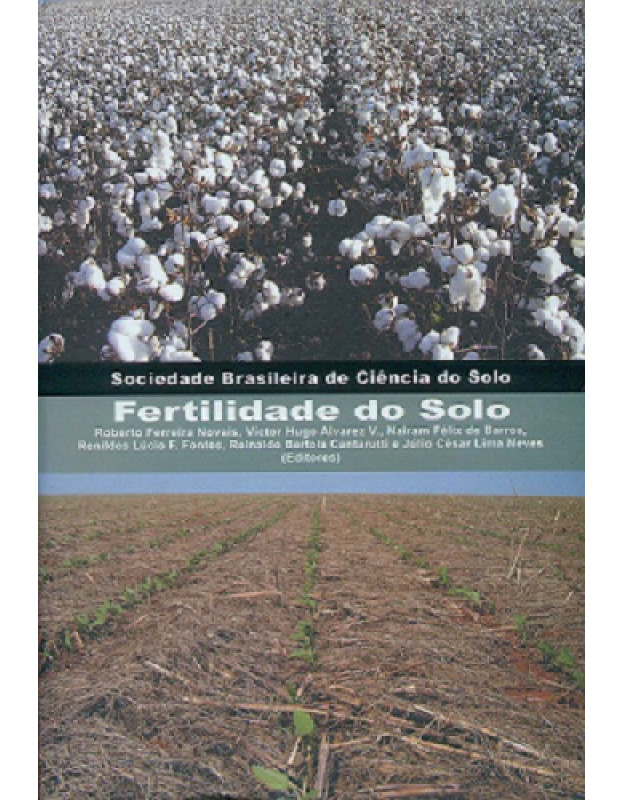 Sociedade Brasileira de Ciência do Solo
Fertilidade do Solo
Roberto Ferreira Novais, Víctor Hugo Alvarez V., Nairam Félix de Barros,
Renildes Lúcio F. Fontes, Reinaldo Bertola Cantarutti e Júlio César Lima Neves
(Editores)